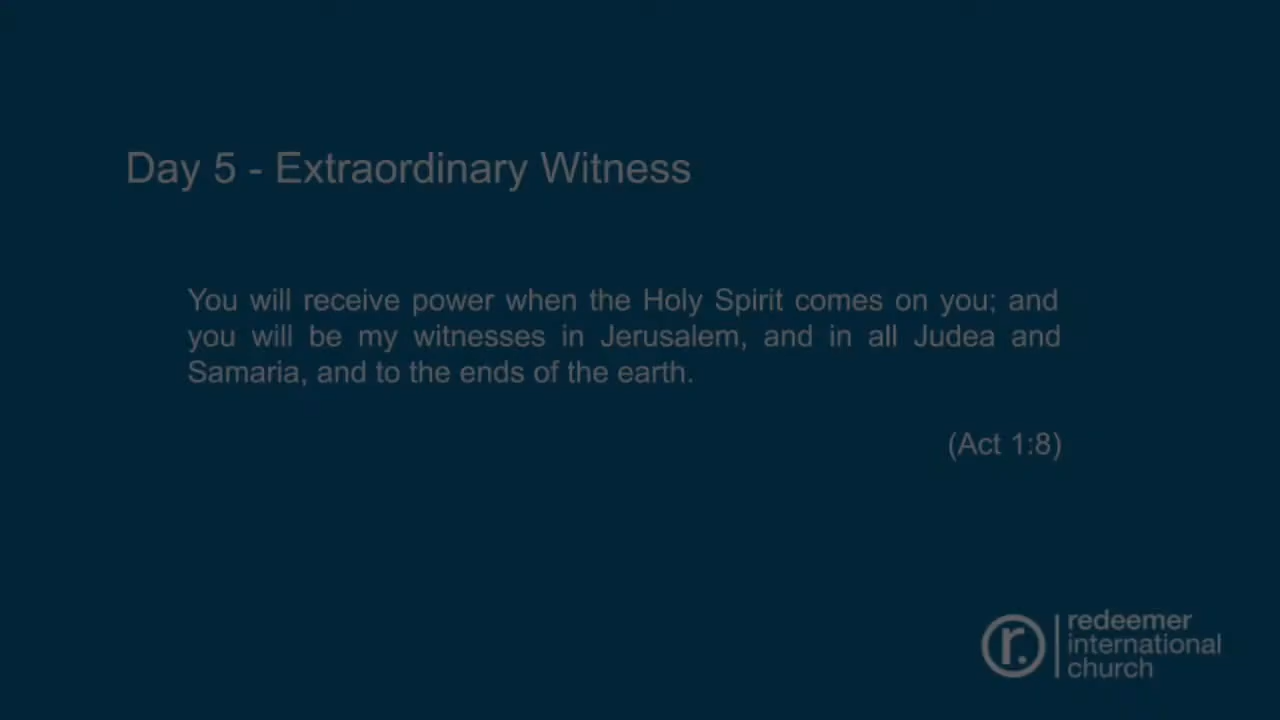 Day 5 - Extraordinary Witness
You will receive power when the Holy Spirit comes on you; and
you will be my witnesses in Jerusalem, and in all Judea and
Samaria, and to the ends of the earth.
(Act 1:8)
r.
redeemer
international
church